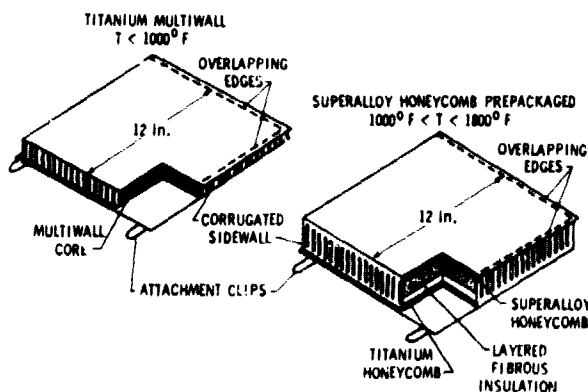 TITANIUM MULTIWALL
T < 1000° F
OVERLAPPING
EDGES
12 in.
MULTIWALL
CORE
CORRUGATED
SIDEWALL
ATTACHMENT CLIPS
SUPERALLOY HONEYCOMB PREPACKAGED
1000° F < T < 1800° F
OVERLAPPING
EDGES
12 in.
SUPERALLOY
HONEYCOMB
TITANIUM
HONEYCOMB
LAYERED
FIBROUS
INSULATION